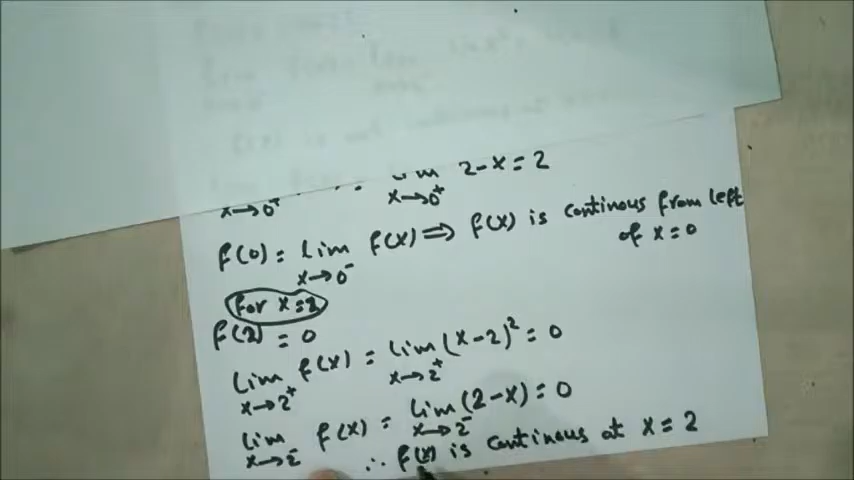 x→0⁺ lim x→0⁺ 2-x = 2
f(0) = lim x→0⁻ f(x) ⟹ f(x) is continous from left
of x=0
for x=2
f(2) = 0
lim x→2⁺ f(x) = lim x→2⁺ (x-2)² = 0
lim x→2⁻ f(x) = lim x→2⁻ (2-x) = 0
∴ f(x) is continous at x = 2